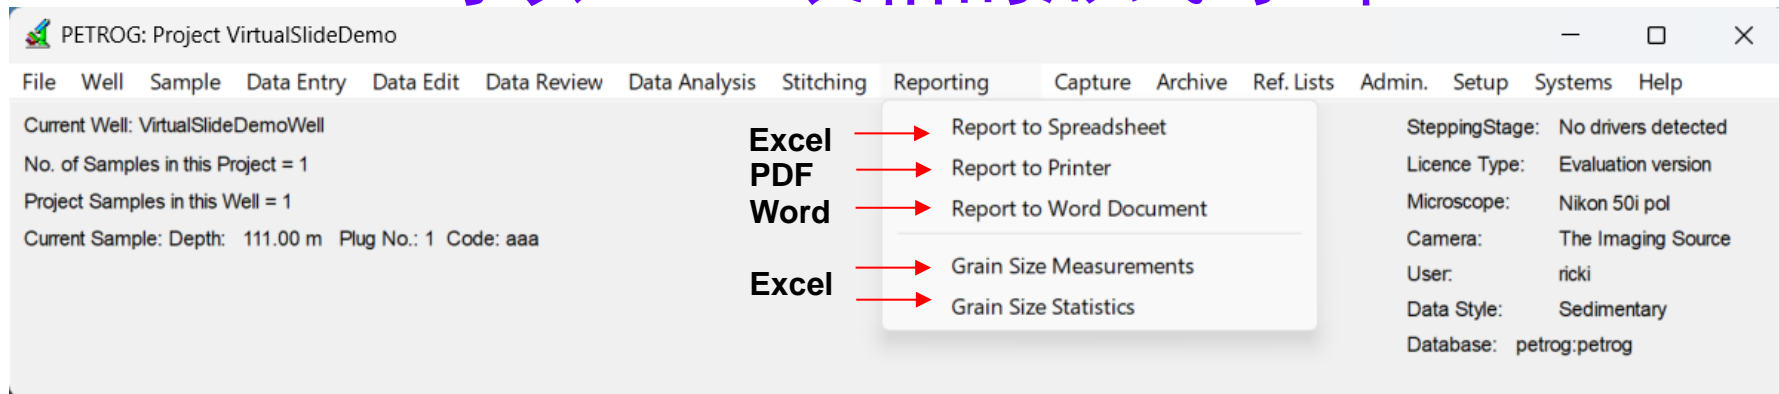 PETROG: Project VirtualSlideDemo
File Well Sample Data Entry Data Edit Data Review Data Analysis Stitching Reporting Capture Archive Ref. Lists Admin. Setup Systems Help
Current Well: VirtualSlideDemoWell
No. of Samples in this Project = 1
Project Samples in this Well = 1
Current Sample: Depth: 111.00 m Plug No.: 1 Code: aaa
Excel
PDF
Word
Excel
Report to Spreadsheet
Report to Printer
Report to Word Document
Grain Size Measurements
Grain Size Statistics
SteppingStage: No drivers detected
Licence Type: Evaluation version
Microscope: Nikon 50i pol
Camera: The Imaging Source
User: ricki
Data Style: Sedimentary
Database: petrog:petrog